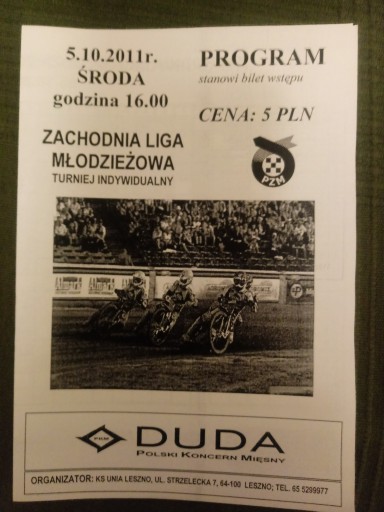 5.10.2011r.
ŚRODA
godzina 16.00
PROGRAM
stanowi bilet wstępu
CENA: 5 PLN
ZACHODNIA LIGA
MŁODZIEŻOWA
TURNIEJ INDYWIDUALNY
PZM
PKM
DUDA
POLSKI KONCERN MIĘSNY
ORGANIZATOR: KS UNIA LESZNO, UL. STRZELECKA 7, 64-100 LESZNO; TEL. 65 5299977